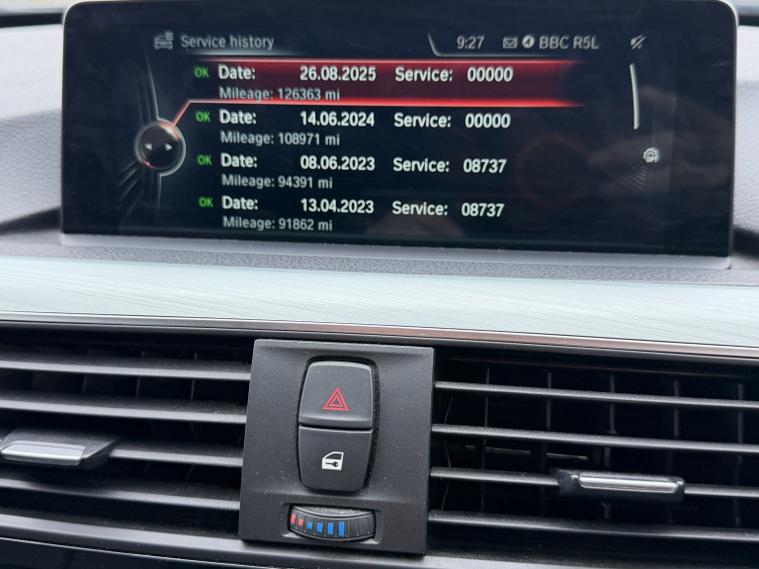 Service history 9:27 BBC R5L
OK Date: 26.08.2025 Service: 00000
Mileage: 126363 mi
OK Date: 14.06.2024 Service: 00000
Mileage: 108971 mi
OK Date: 08.06.2023 Service: 08737
Mileage: 94391 mi
OK Date: 13.04.2023 Service: 08737
Mileage: 91862 mi